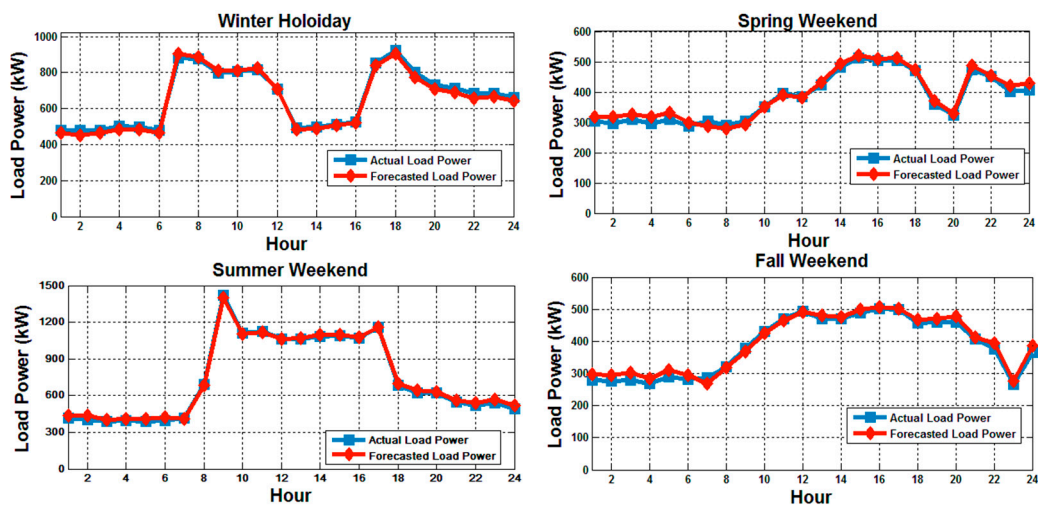 Winter Holoiday
Load Power (kW)
1000
800
600
400
200
0
2 4 6 8 10 12 14 16 18 20 22 24
Hour
Actual Load Power
Forecasted Load Power
Spring Weekend
Load Power (kW)
600
500
400
300
200
100
0
2 4 6 8 10 12 14 16 18 20 22 24
Hour
Actual Load Power
Forecasted Load Power
Summer Weekend
Load Power (kW)
1500
1200
900
600
300
0
2 4 6 8 10 12 14 16 18 20 22 24
Hour
Actual Load Power
Forecasted Load Power
Fall Weekend
Load Power (kW)
600
500
400
300
200
100
0
2 4 6 8 10 12 14 16 18 20 22 24
Hour
Actual Load Power
Forecasted Load Power